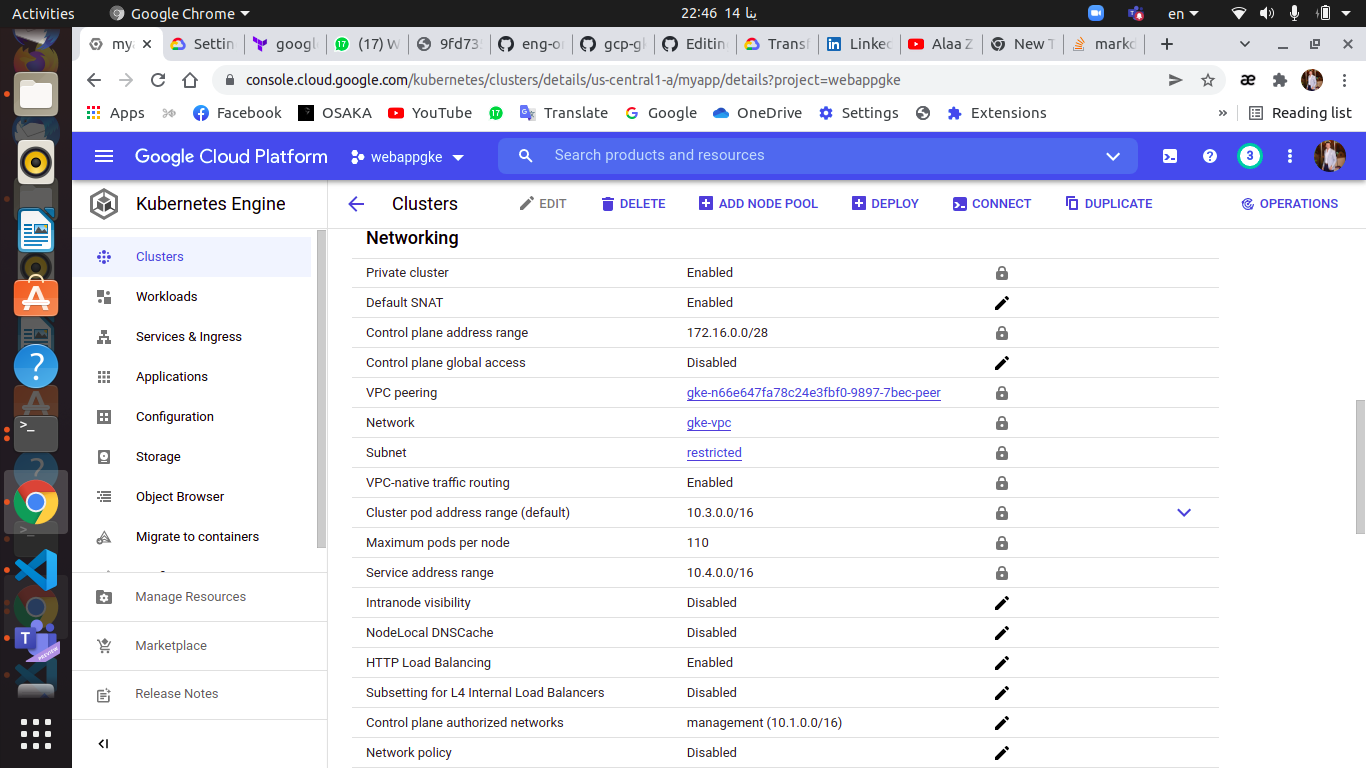 Activities
Google Chrome
22:46 14 ينا
en
mya
Settin
googl
(17) W
9fd73
eng-o
gcp-g
Editin
Transf
Linked
Alaa Z
New T
markd
console.cloud.google.com/kubernetes/clusters/details/us-central1-a/myapp/details?project=webappgke
æ
Apps
Facebook
OSAKA
YouTube
17
Translate
Google
OneDrive
Settings
Extensions
»
Reading list
Google Cloud Platform
webappgke
Search products and resources
3
Kubernetes Engine
Clusters
EDIT
DELETE
ADD NODE POOL
DEPLOY
CONNECT
DUPLICATE
OPERATIONS
Clusters
Workloads
Services & Ingress
Applications
Configuration
Storage
Object Browser
Migrate to containers
Manage Resources
Marketplace
Release Notes
Networking
Private cluster Enabled
Default SNAT Enabled
Control plane address range 172.16.0.0/28
Control plane global access Disabled
VPC peering gke-n66e647fa78c24e3fbf0-9897-7bec-peer
Network gke-vpc
Subnet restricted
VPC-native traffic routing Enabled
Cluster pod address range (default) 10.3.0.0/16
Maximum pods per node 110
Service address range 10.4.0.0/16
Intranode visibility Disabled
NodeLocal DNSCache Disabled
HTTP Load Balancing Enabled
Subsetting for L4 Internal Load Balancers Disabled
Control plane authorized networks management (10.1.0.0/16)
Network policy Disabled